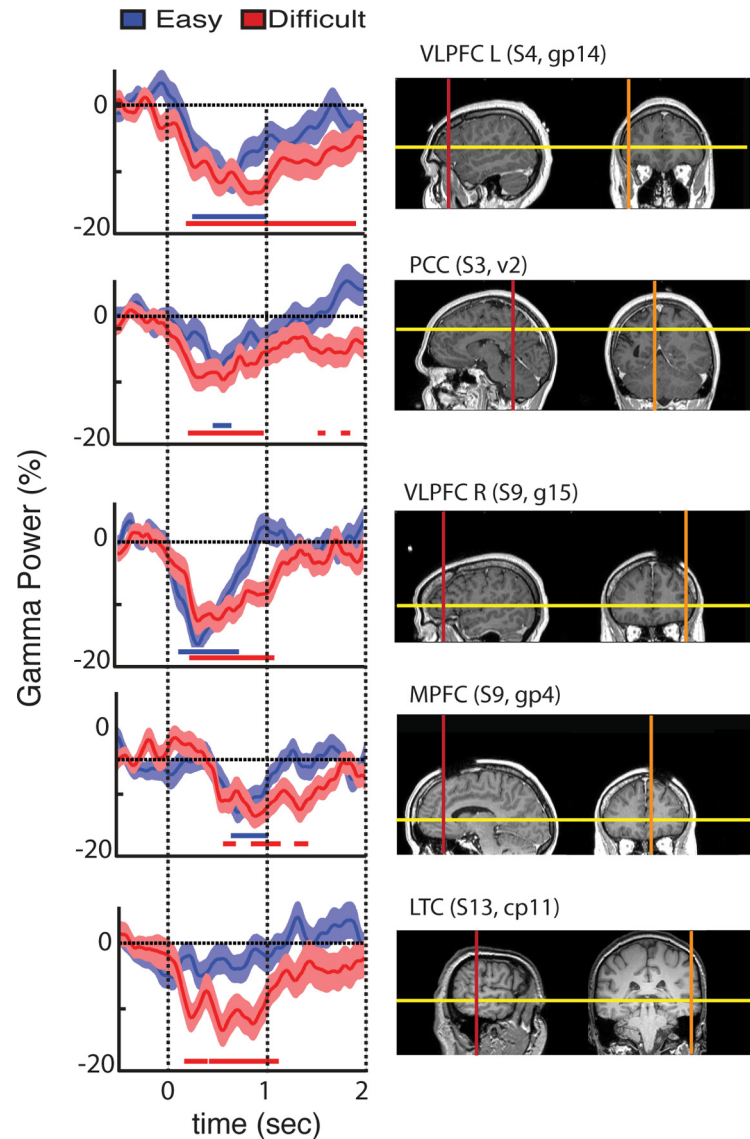 Easy Difficult
VLPFC L (S4, gp14)
0
-20
PCC (S3, v2)
0
-20
VLPFC R (S9, g15)
0
-20
MPFC (S9, gp4)
0
-20
LTC (S13, cp11)
0
-20
Gamma Power (%)
0 1 2
time (sec)